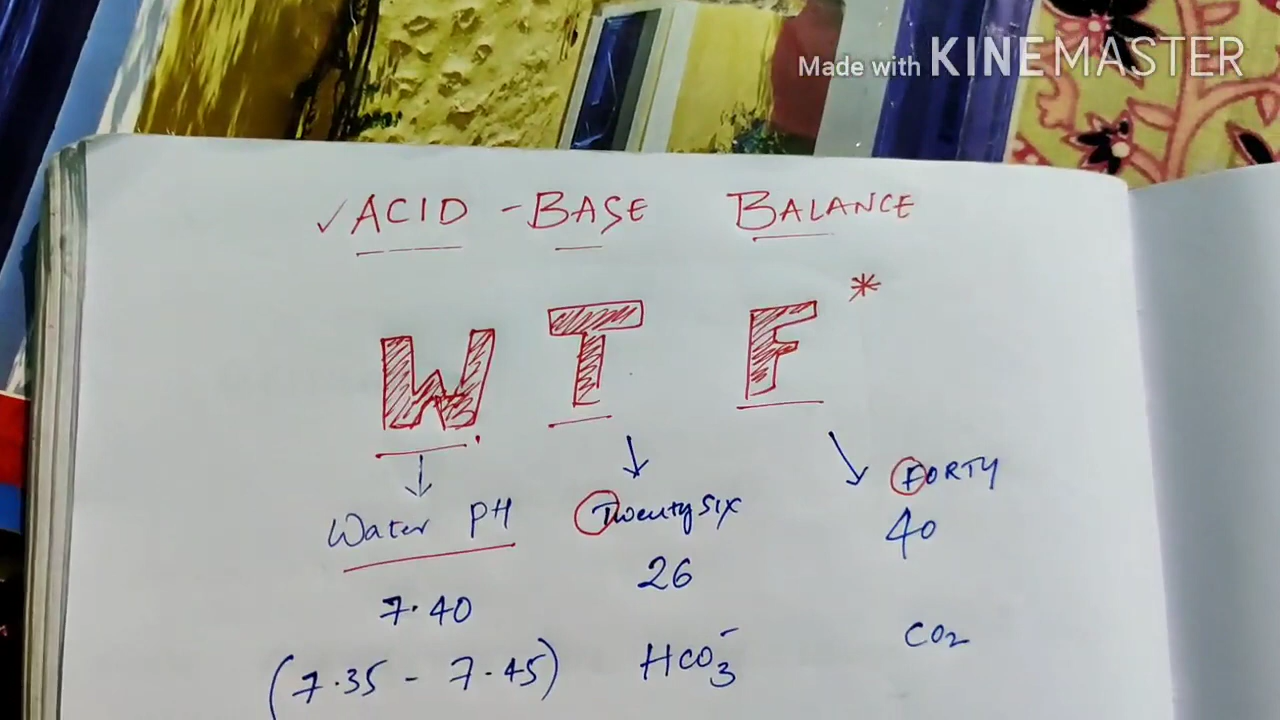 Made with KINEMASTER
✓ACID - BASE BALANCE
W T F *
Water PH
Twenty Six
FORTY
26
40
7.40
HCO3-
CO2
(7.35 - 7.45)